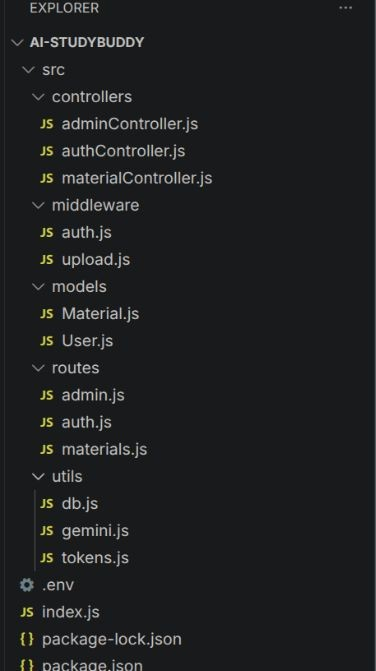 EXPLORER ...
AI-STUDYBUDDY
src
controllers
JS adminController.js
JS authController.js
JS materialController.js
middleware
JS auth.js
JS upload.js
models
JS Material.js
JS User.js
routes
JS admin.js
JS auth.js
JS materials.js
utils
JS db.js
JS gemini.js
JS tokens.js
.env
JS index.js
{} package-lock.json
{} package.json